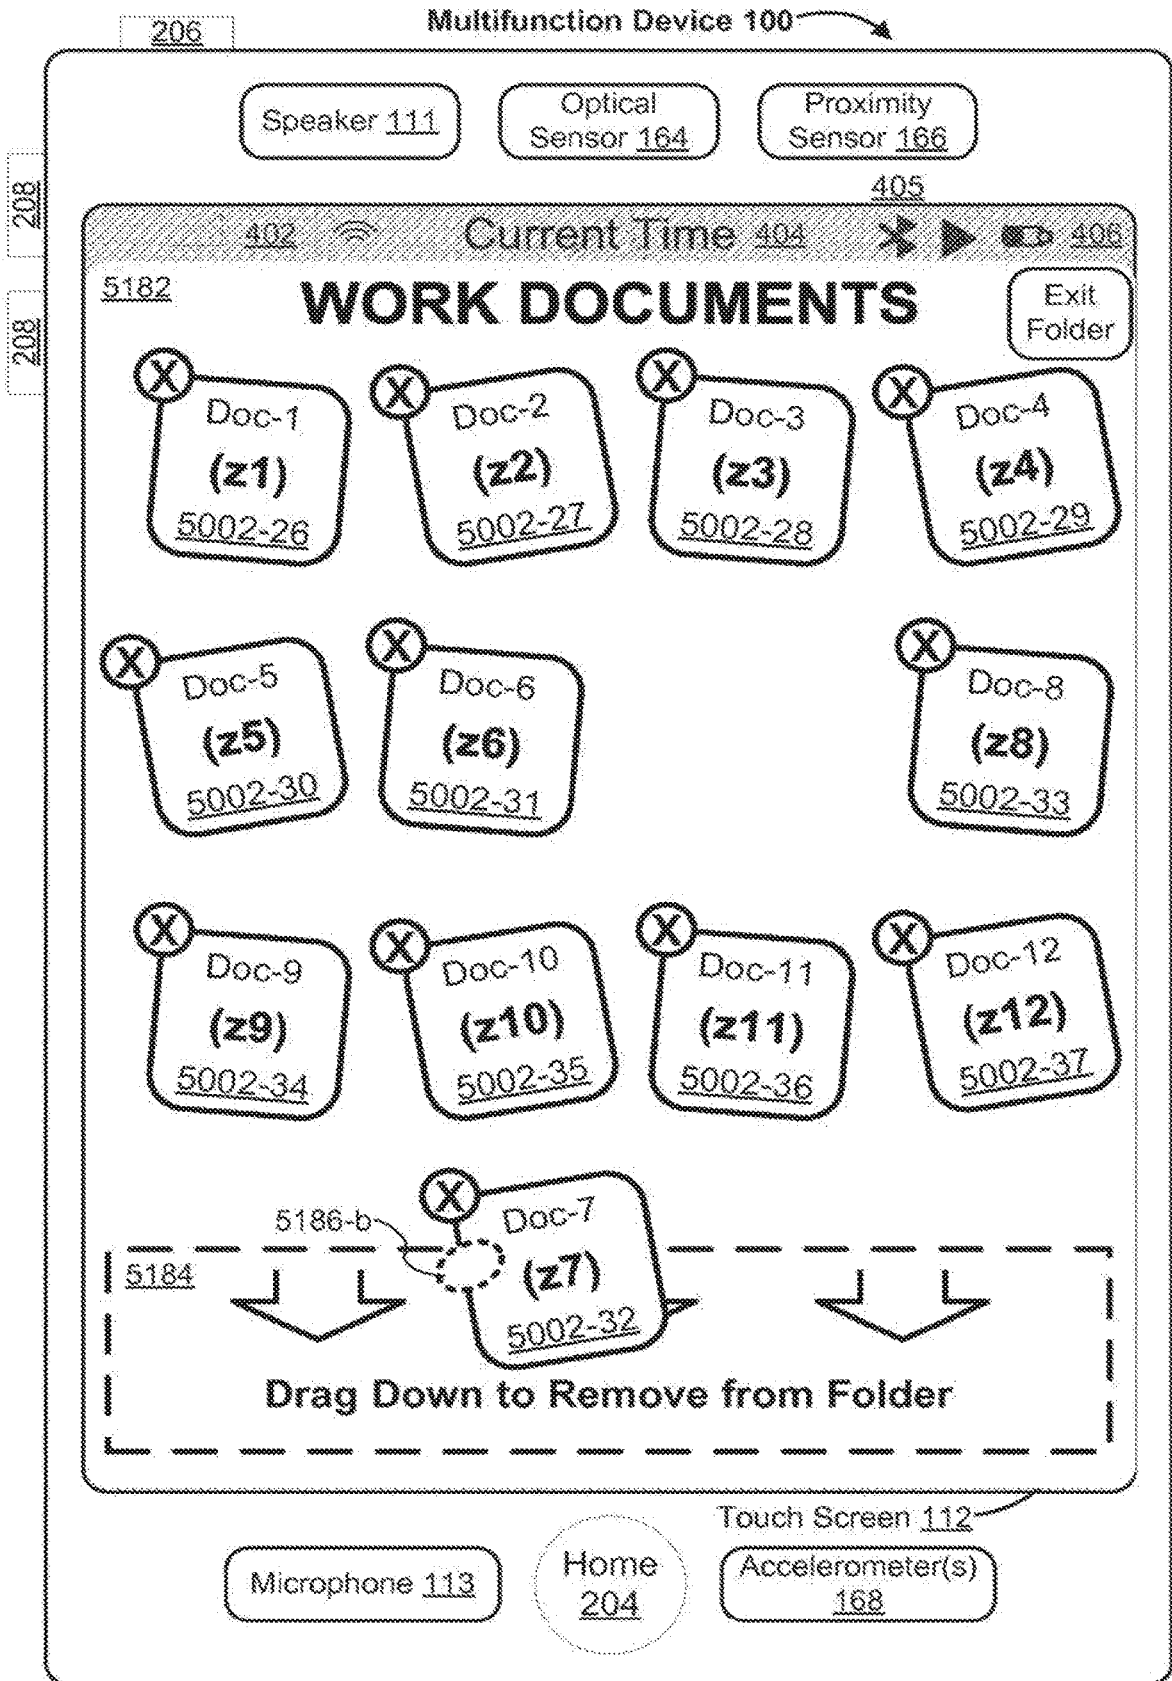 Multifunction Device 100
206
Speaker 111
Optical
Sensor 164
Proximity
Sensor 166
208
208
405
402 Current Time 404 406
5182
WORK DOCUMENTS
Exit
Folder
X
Doc-1
(z1)
5002-26
X
Doc-2
(z2)
5002-27
X
Doc-3
(z3)
5002-28
X
Doc-4
(z4)
5002-29
X
Doc-5
(z5)
5002-30
X
Doc-6
(z6)
5002-31
X
Doc-8
(z8)
5002-33
X
Doc-9
(z9)
5002-34
X
Doc-10
(z10)
5002-35
X
Doc-11
(z11)
5002-36
X
Doc-12
(z12)
5002-37
X
Doc-7
(z7)
5002-32
5186-b
5184
Drag Down to Remove from Folder
Touch Screen 112
Microphone 113
Home
204
Accelerometer(s)
168